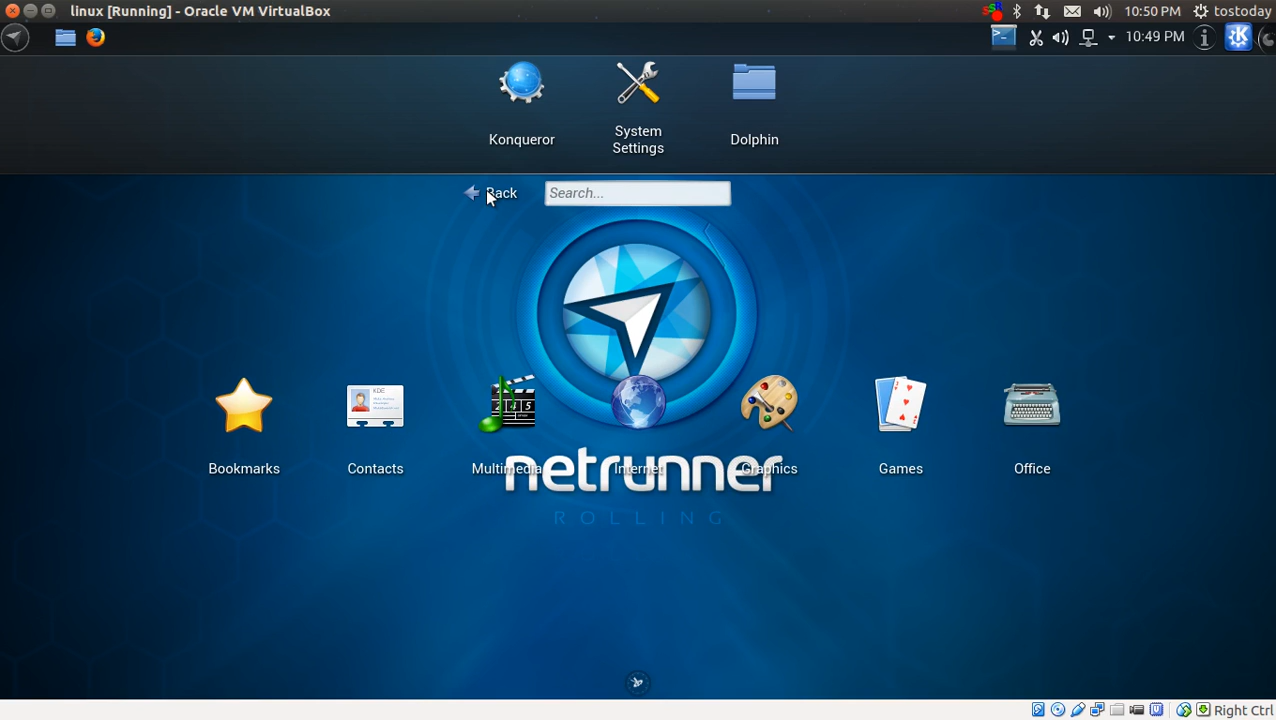 linux [Running] - Oracle VM VirtualBox
10:50 PM
tostoday
10:49 PM
Konqueror
System
Settings
Dolphin
Back
Search...
Bookmarks
Contacts
Multimedia
Internet
Graphics
Games
Office
netrunner
ROLLING
Right Ctrl